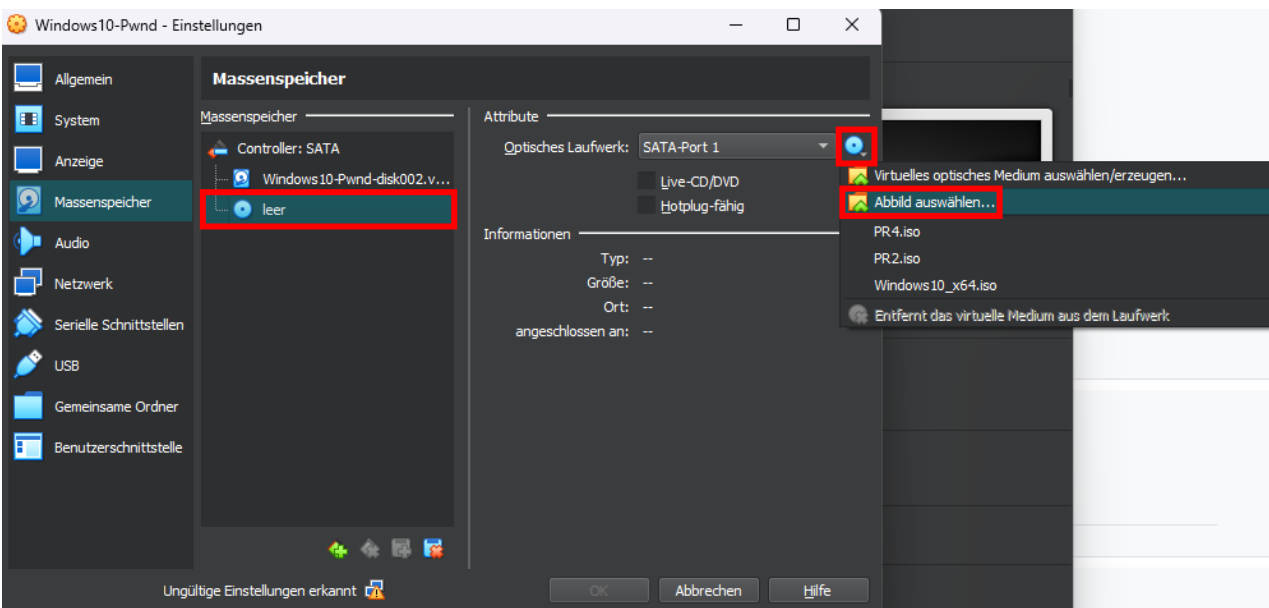 Windows10-Pwnd - Einstellungen
Allgemein
System
Anzeige
Massenspeicher
Audio
Netzwerk
Serielle Schnittstellen
USB
Gemeinsame Ordner
Benutzerschnittstelle
Massenspeicher
Massenspeicher
Controller: SATA
Windows10-Pwnd-disk002.v...
leer
Attribute
Optisches Laufwerk: SATA-Port 1
Live-CD/DVD
Hotplug-fähig
Informationen
Typ: --
Größe: --
Ort: --
angeschlossen an: --
Virtuelles optisches Medium auswählen/erzeugen...
Abbild auswählen...
PR4.iso
PR2.iso
Windows10_x64.iso
Entfernt das virtuelle Medium aus dem Laufwerk
Ungültige Einstellungen erkannt
OK Abbrechen Hilfe